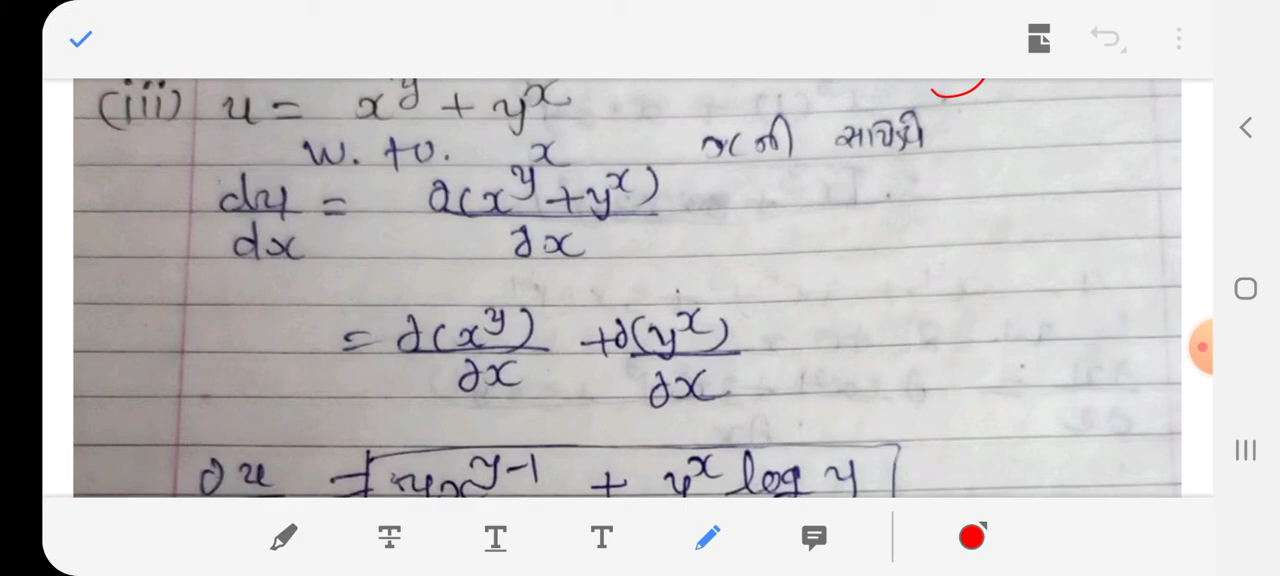 (iii) u = x^y + y^x
w. to. x x ની સાપેક્ષે
du/dx = ∂(x^y + y^x)/∂x
= ∂(x^y)/∂x + ∂(y^x)/∂x
∂u = yx^y-1 + y^x log y
T T T